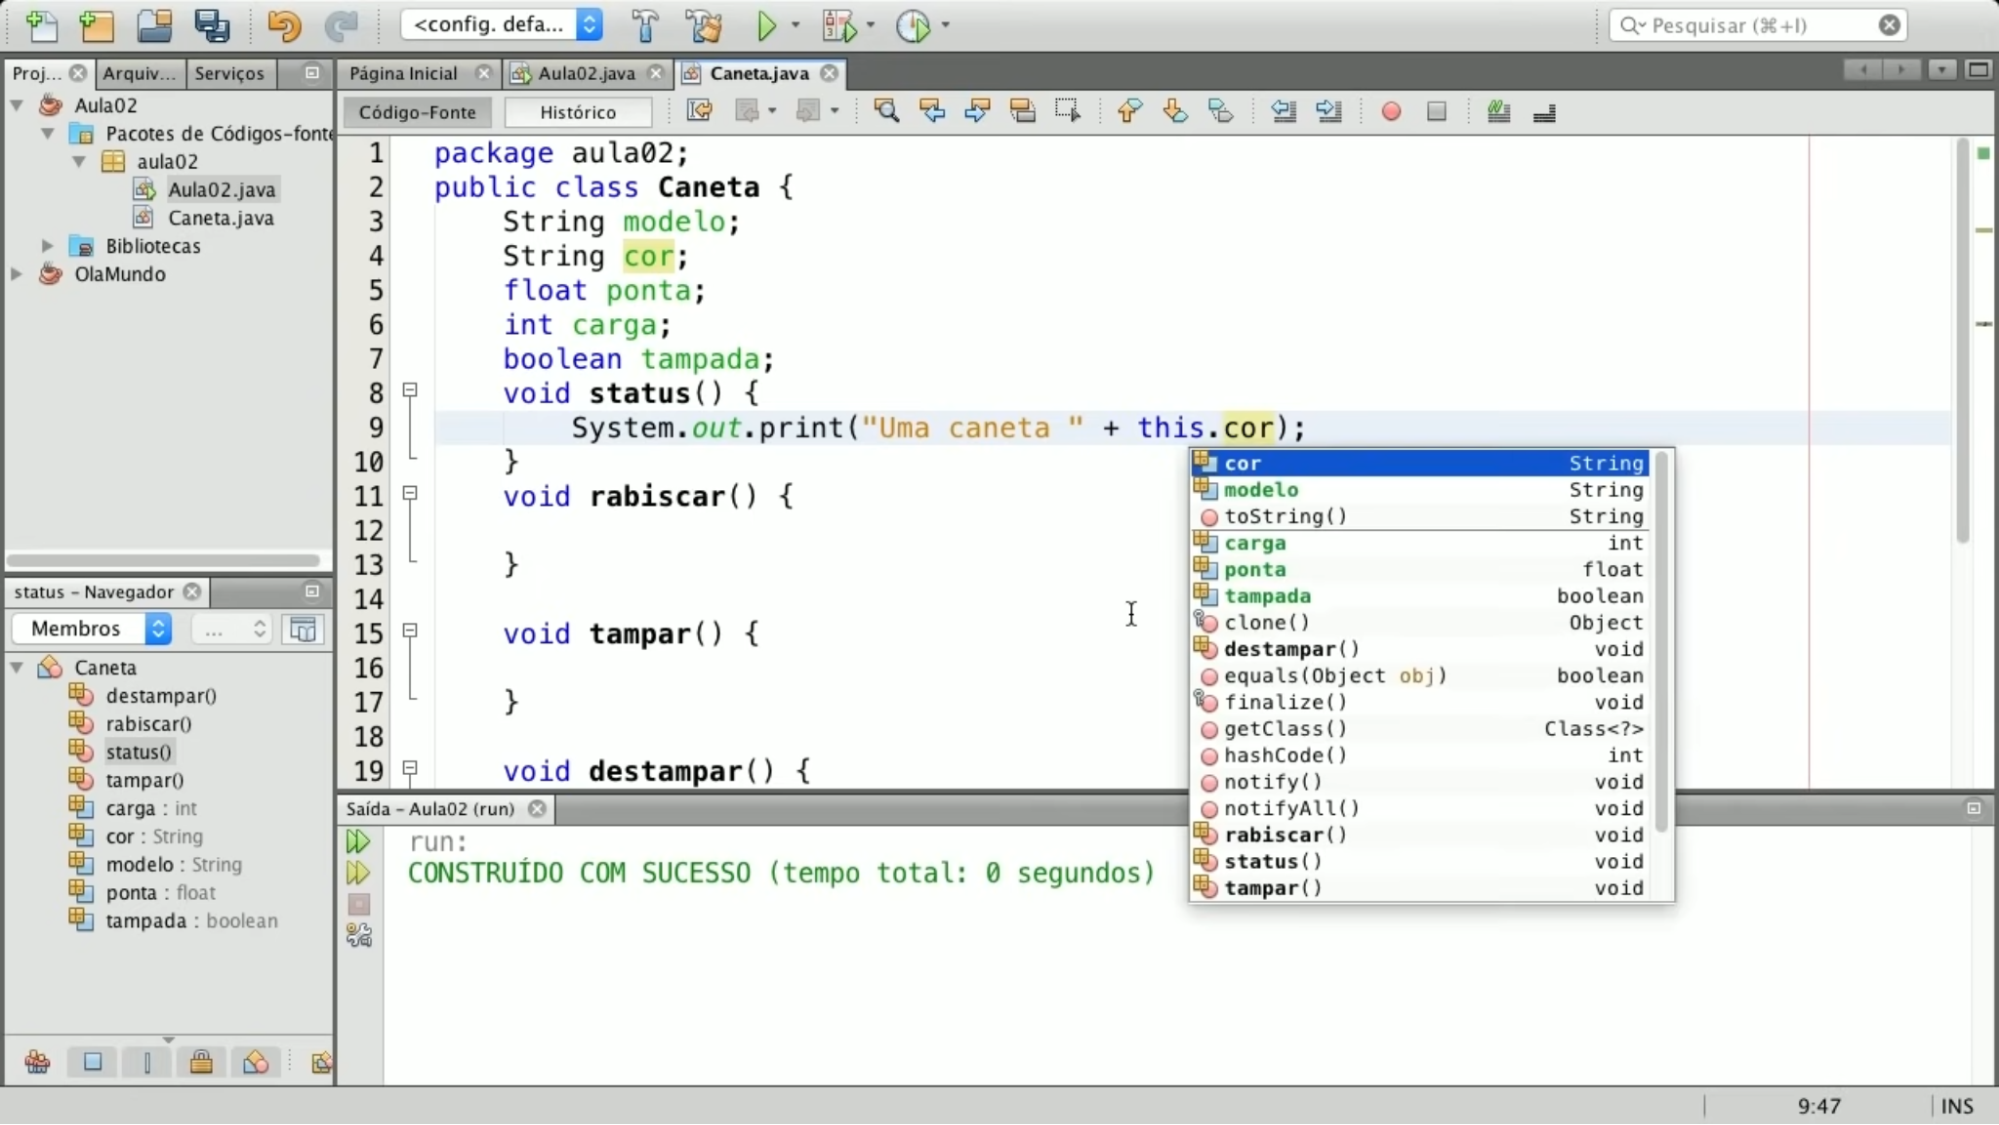 <config. defa...
Pesquisar (⌘+I)
Proj... Arquiv... Serviços
Página Inicial Aula02.java Caneta.java
Código-Fonte Histórico
Aula02
Pacotes de Códigos-fonte
aula02
Aula02.java
Caneta.java
Bibliotecas
OlaMundo
1 package aula02;
2 public class Caneta {
3 String modelo;
4 String cor;
5 float ponta;
6 int carga;
7 boolean tampada;
8 void status() {
9 System.out.print("Uma caneta " + this.cor);
10 }
11 void rabiscar() {
12
13 }
14
15 void tampar() {
16
17 }
18
19 void destampar() {
cor String
modelo String
toString() String
carga int
ponta float
tampada boolean
clone() Object
destampar() void
equals(Object obj) boolean
finalize() void
getClass() Class<?>
hashCode() int
notify() void
notifyAll() void
rabiscar() void
status() void
tampar() void
status - Navegador
Membros ...
Caneta
destampar()
rabiscar()
status()
tampar()
carga : int
cor : String
modelo : String
ponta : float
tampada : boolean
Saída - Aula02 (run)
run:
CONSTRUÍDO COM SUCESSO (tempo total: 0 segundos)
9:47 INS